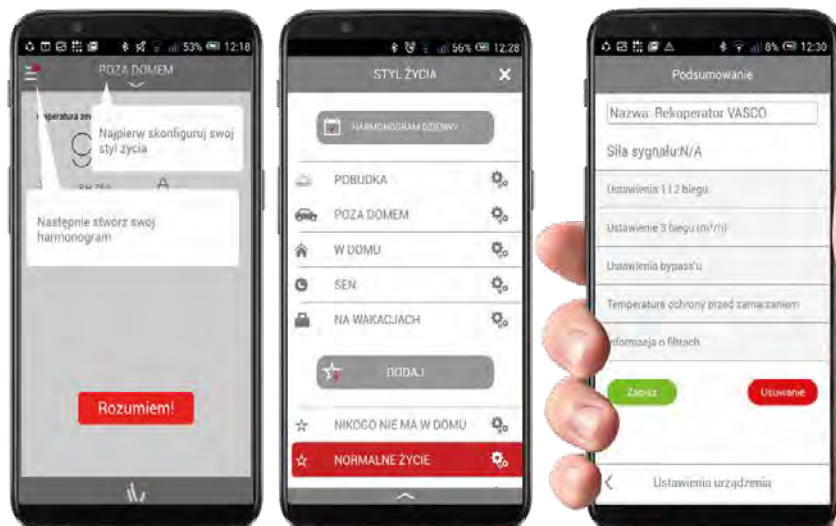 53% 12:18
POZA DOMEM
Najpierw skonfiguruj swój
styl życia
Następnie stwórz swój
harmonogram
Rozumiem!
56% 12:28
STYL ŻYCIA
HARMONOGRAM DZIENNY
POBUDKA
POZA DOMEM
W DOMU
SEN
NA WAKACJACH
DODAJ
NIKOGO NIE MA W DOMU
NORMALNE ŻYCIE
8% 12:30
Podsumowanie
Nazwa: Rekuperator VASCO
Siła sygnału:N/A
Ustawienia 1 i 2 biegu
Ustawienie 3 biegu (m³/h)
Ustawienia bypass'u
Temperatura ochrony przed zamarzaniem
Informacja o filtrach
Zapisz
Usuwanie
Ustawienia urządzenia